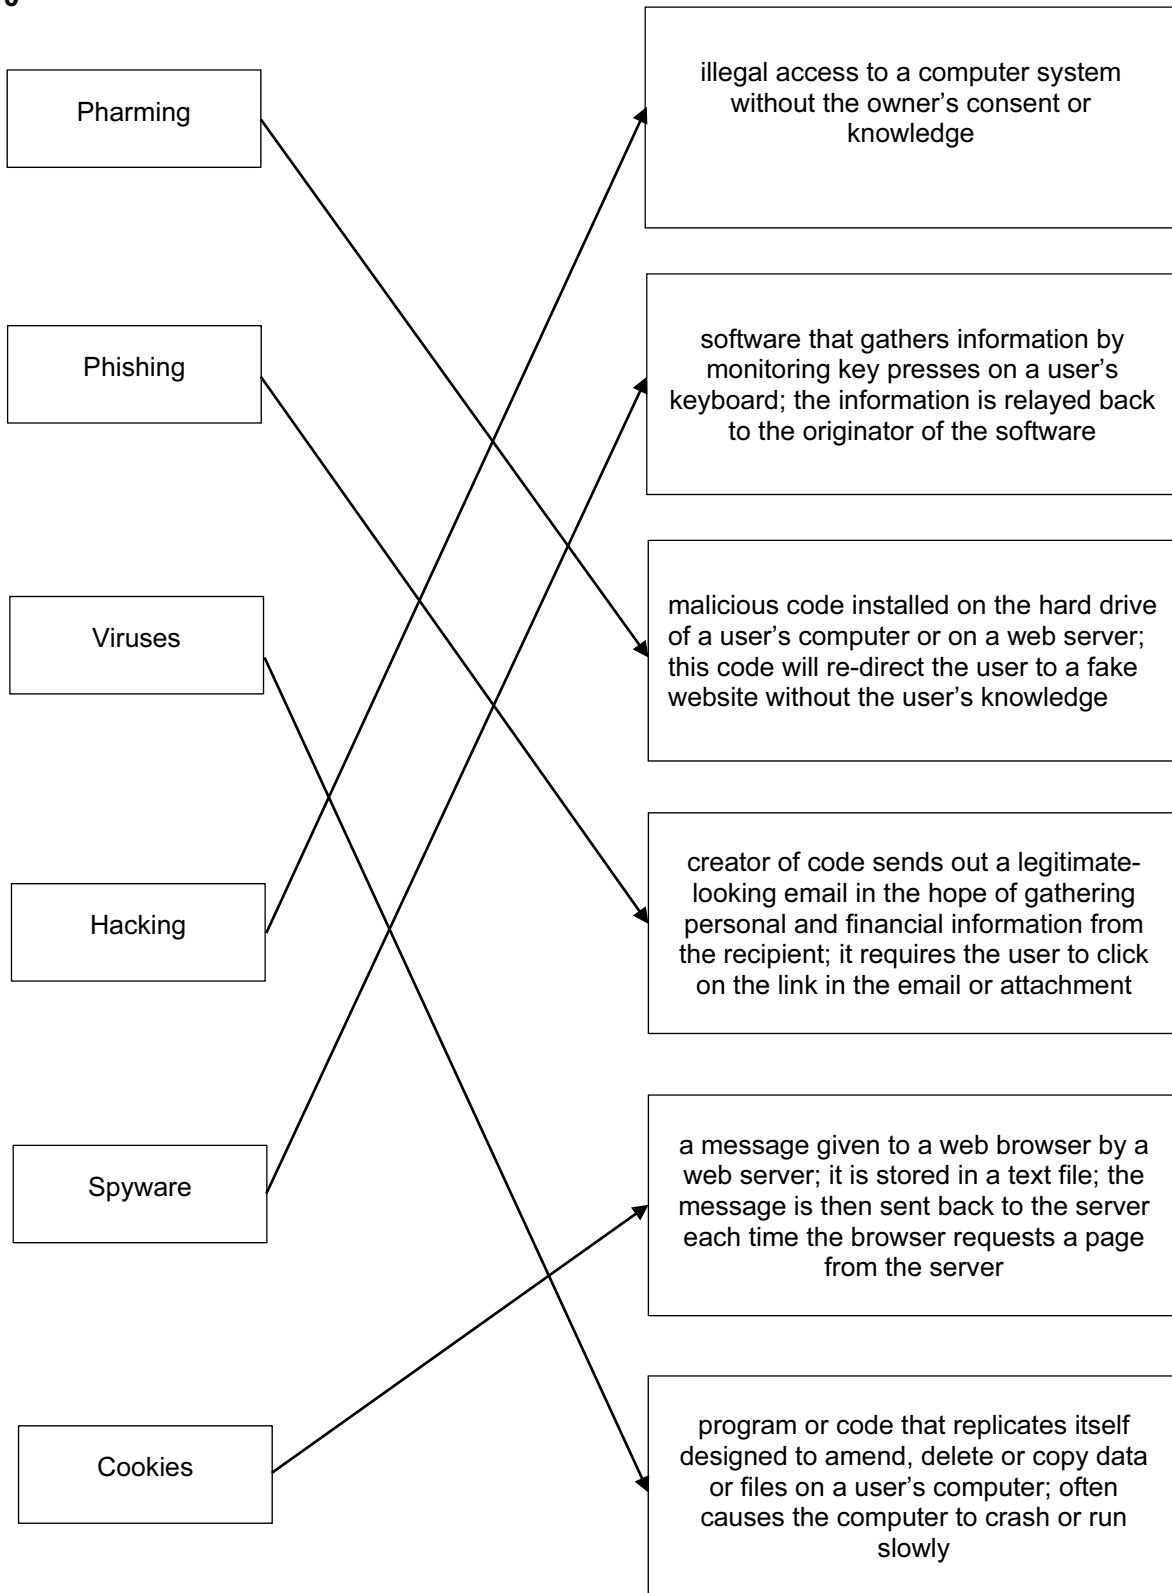 Pharming
Phishing
Viruses
Hacking
Spyware
Cookies
illegal access to a computer system
without the owner’s consent or
knowledge
software that gathers information by
monitoring key presses on a user’s
keyboard; the information is relayed back
to the originator of the software
malicious code installed on the hard drive
of a user’s computer or on a web server;
this code will re-direct the user to a fake
website without the user’s knowledge
creator of code sends out a legitimate-
looking email in the hope of gathering
personal and financial information from
the recipient; it requires the user to click
on the link in the email or attachment
a message given to a web browser by a
web server; it is stored in a text file; the
message is then sent back to the server
each time the browser requests a page
from the server
program or code that replicates itself
designed to amend, delete or copy data
or files on a user’s computer; often
causes the computer to crash or run
slowly